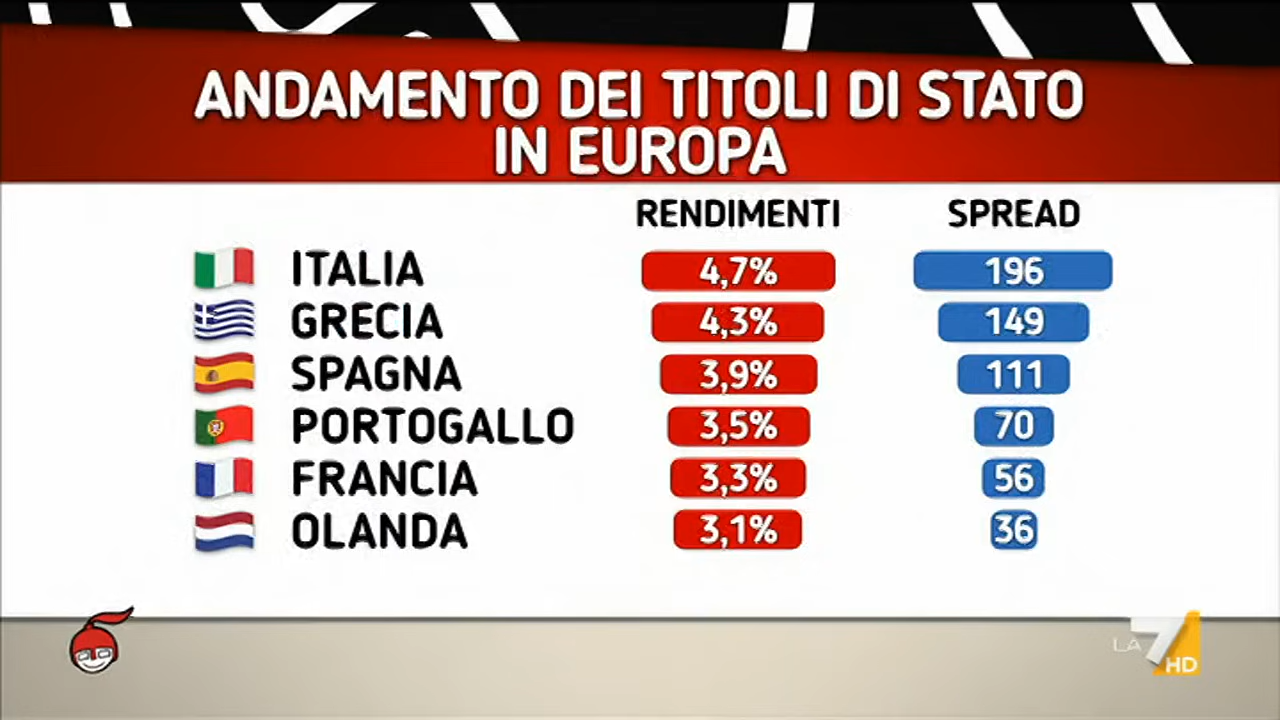 ANDAMENTO DEI TITOLI DI STATO
IN EUROPA
RENDIMENTI SPREAD
ITALIA 4,7% 196
GRECIA 4,3% 149
SPAGNA 3,9% 111
PORTOGALLO 3,5% 70
FRANCIA 3,3% 56
OLANDA 3,1% 36
LA 7 HD